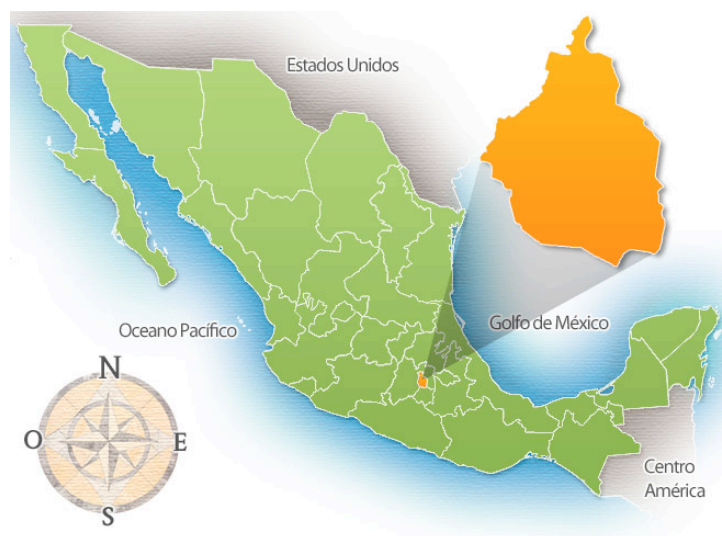 Estados Unidos
Oceano Pacífico
Golfo de México
N
O
E
S
Centro
América